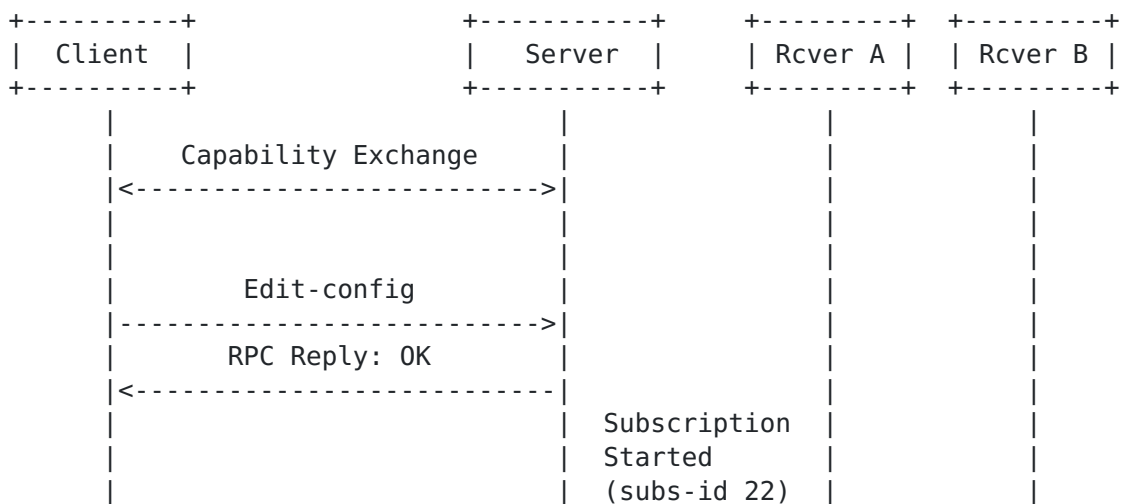 +----------+                 +-----------+     +---------+  +---------+
|  Client  |                 |   Server  |     | Rcver A |  | Rcver B |
+----------+                 +-----------+     +---------+  +---------+
      |                            |                |            |
      |    Capability Exchange     |                |            |
      |<-------------------------->|                |            |
      |                            |                |            |
      |                            |                |            |
      |        Edit-config         |                |            |
      |--------------------------->|                |            |
      |       RPC Reply: OK        |                |            |
      |<---------------------------|                |            |
      |                            |  Subscription  |            |
      |                            |  Started       |            |
      |                            |  (subs-id 22)  |            |